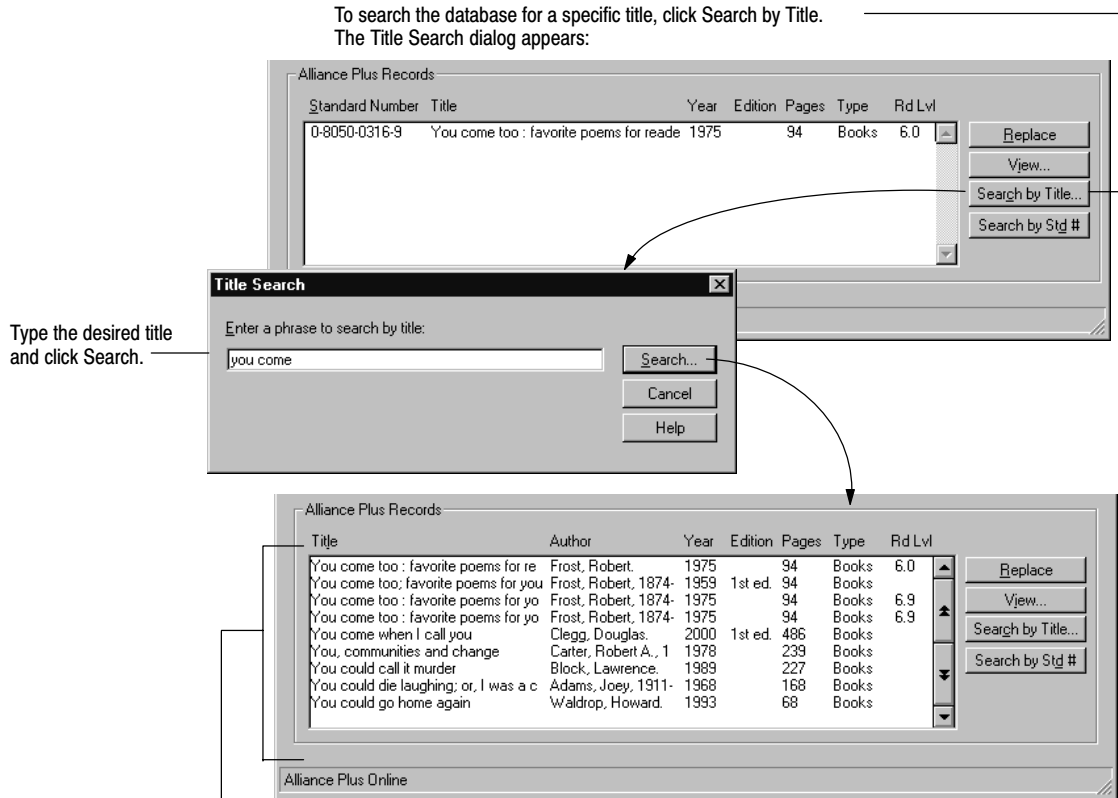 To search the database for a specific title, click Search by Title.
The Title Search dialog appears:
Alliance Plus Records
Standard Number Title Year Edition Pages Type Rd Lvl
0-8050-0316-9 You come too : favorite poems for reade 1975 94 Books 6.0
Replace
View...
Search by Title...
Search by Std #
Title Search
Type the desired title
and click Search.
Enter a phrase to search by title:
you come
Search...
Cancel
Help
Alliance Plus Records
Title Author Year Edition Pages Type Rd Lvl
You come too : favorite poems for re Frost, Robert. 1975 94 Books 6.0
You come too; favorite poems for you Frost, Robert, 1874- 1959 1st ed. 94 Books
You come too : favorite poems for yo Frost, Robert, 1874- 1975 94 Books 6.9
You come too : favorite poems for yo Frost, Robert, 1874- 1975 94 Books 6.9
You come when I call you Clegg, Douglas. 2000 1st ed. 486 Books
You, communities and change Carter, Robert A., 1 1978 239 Books
You could call it murder Block, Lawrence. 1989 227 Books
You could die laughing; or, I was a c Adams, Joey, 1911- 1968 168 Books
You could go home again Waldrop, Howard. 1993 68 Books
Replace
View...
Search by Title...
Search by Std #
Alliance Plus Online